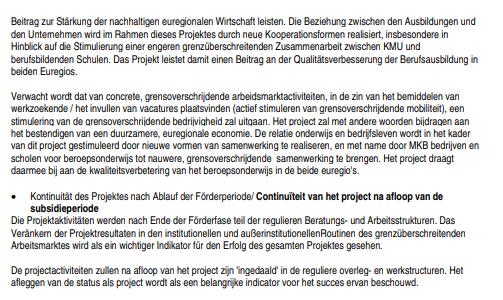 Beitrag zur Stärkung der nachhaltigen euregionalen Wirtschaft leisten. Die Beziehung zwischen den Ausbildungen und
den Unternehmen wird im Rahmen dieses Projektes durch neue Kooperationsformen realisiert, insbesondere in
Hinblick auf die Stimulierung einer engeren grenzüberschreitenden Zusammenarbeit zwischen KMU und
berufsbildenden Schulen. Das Projekt leistet damit einen Beitrag an der Qualitätsverbesserung der Berufsausbildung in
beiden Euregios.
Verwacht wordt dat van concrete, grensoverschrijdende arbeidsmarktactiviteiten, in de zin van het bemiddelen van
werkzoekende / het invullen van vacatures plaatsvinden (actief stimuleren van grensoverschrijdende mobiliteit), een
stimulering van de grensoverschrijdende bedrijvigheid zal uitgaan. Het project zal met andere woorden bijdragen aan
het bestendigen van een duurzamere, euregionale economie. De relatie onderwijs en bedrijfsleven wordt in het kader
van dit project gestimuleerd door nieuwe vormen van samenwerking te realiseren, en met name door MKB bedrijven en
scholen voor beroepsonderwijs tot nauwere, grensoverschrijdende samenwerking te brengen. Het project draagt
daarmee bij aan de kwaliteitsverbetering van het beroepsonderwijs in de beide euregio's.
• Kontinuität des Projektes nach Ablauf der Förderperiode/ Continuïteit van het project na afloop van de
subsidieperiode
Die Projektaktivitäten werden nach Ende der Förderfase teil der regulieren Beratungs- und Arbeitsstrukturen. Das
Verånkern der Projektresultaten in den institutionellen und außerinstitutionellenRoutinen des grenzüberschreitenden
Arbeitsmarktes wird als ein wichtiger Indikator für den Erfolg des gesamten Projektes gesehen.
De projectactiviteiten zullen na afloop van het project zijn 'ingedaald' in de reguliere overleg- en werkstructuren. Het
afleggen van de status als project wordt als een belangrijke indicator voor het succes ervan beschouwd.